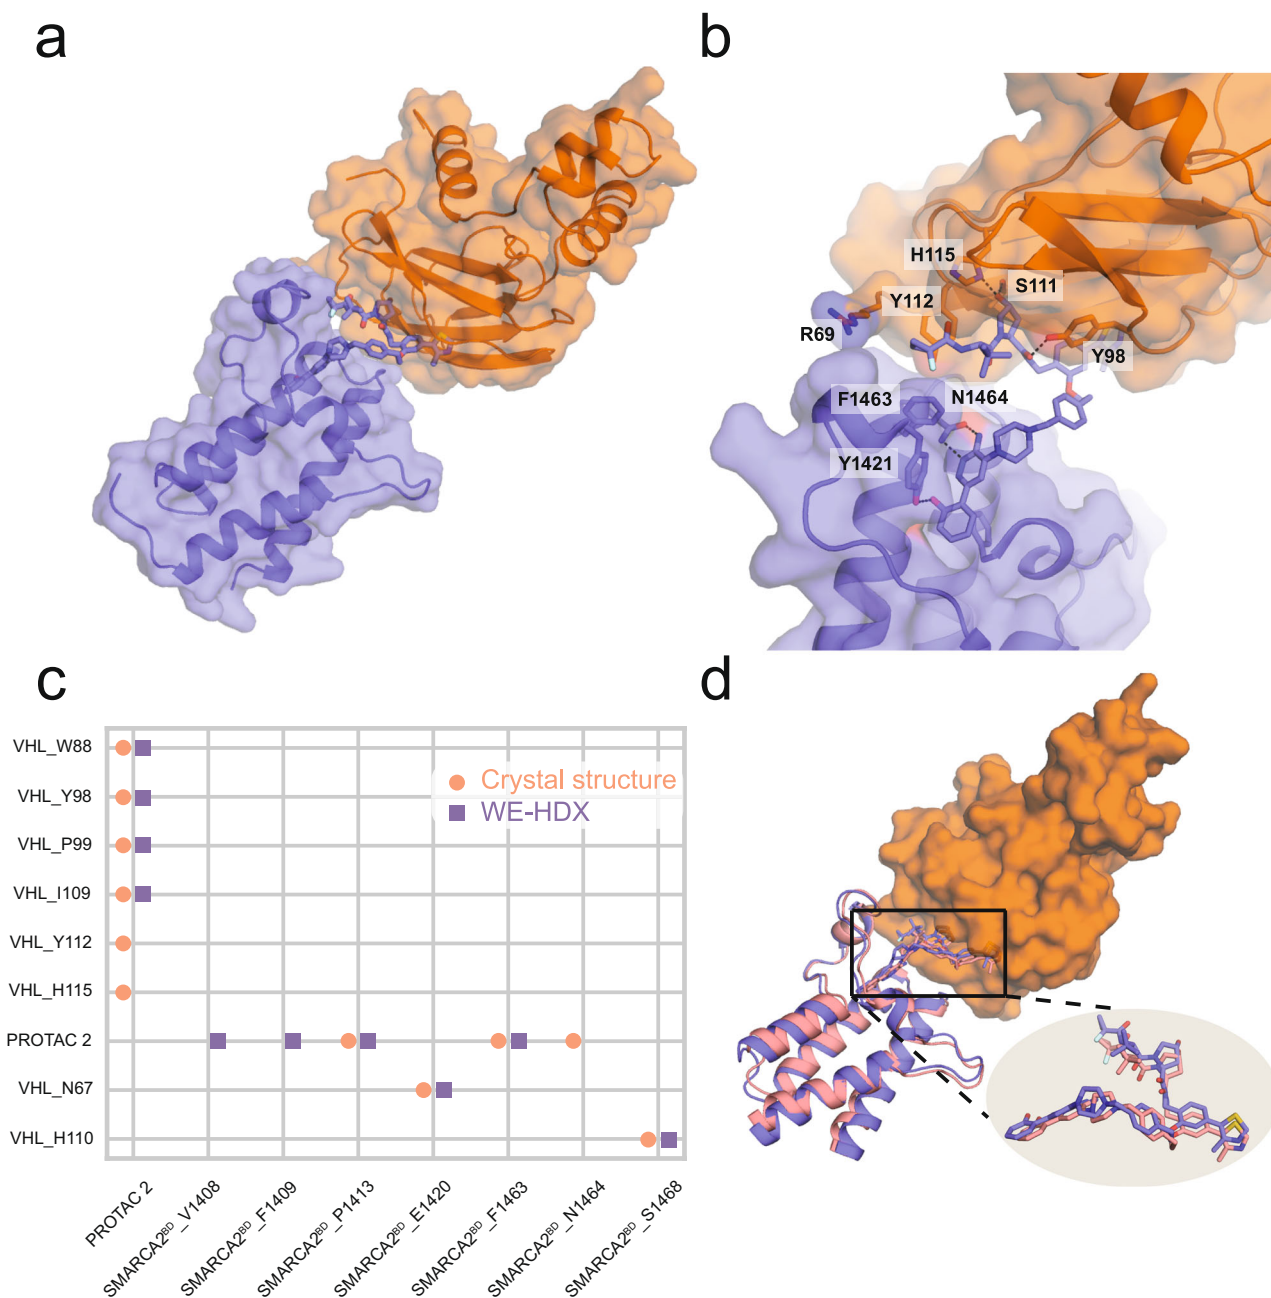 a
b
H115
S111
Y112
R69
Y98
F1463
N1464
Y1421
c
d
VHL_W88
VHL_Y98
VHL_P99
VHL_I109
VHL_Y112
VHL_H115
PROTAC 2
VHL_N67
VHL_H110
Crystal structure
WE-HDX
PROTAC 2
SMARCA2ᴮᴰ_V1408
SMARCA2ᴮᴰ_F1409
SMARCA2ᴮᴰ_P1413
SMARCA2ᴮᴰ_E1420
SMARCA2ᴮᴰ_F1463
SMARCA2ᴮᴰ_N1464
SMARCA2ᴮᴰ_S1468